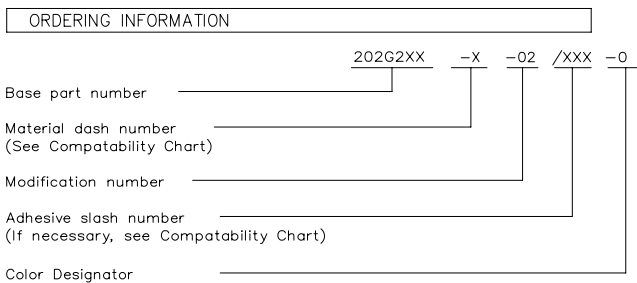 ORDERING INFORMATION
202G2XX -X -02 /XXX -0
Base part number
Material dash number
(See Compatability Chart)
Modification number
Adhesive slash number
(If necessary, see Compatability Chart)
Color Designator